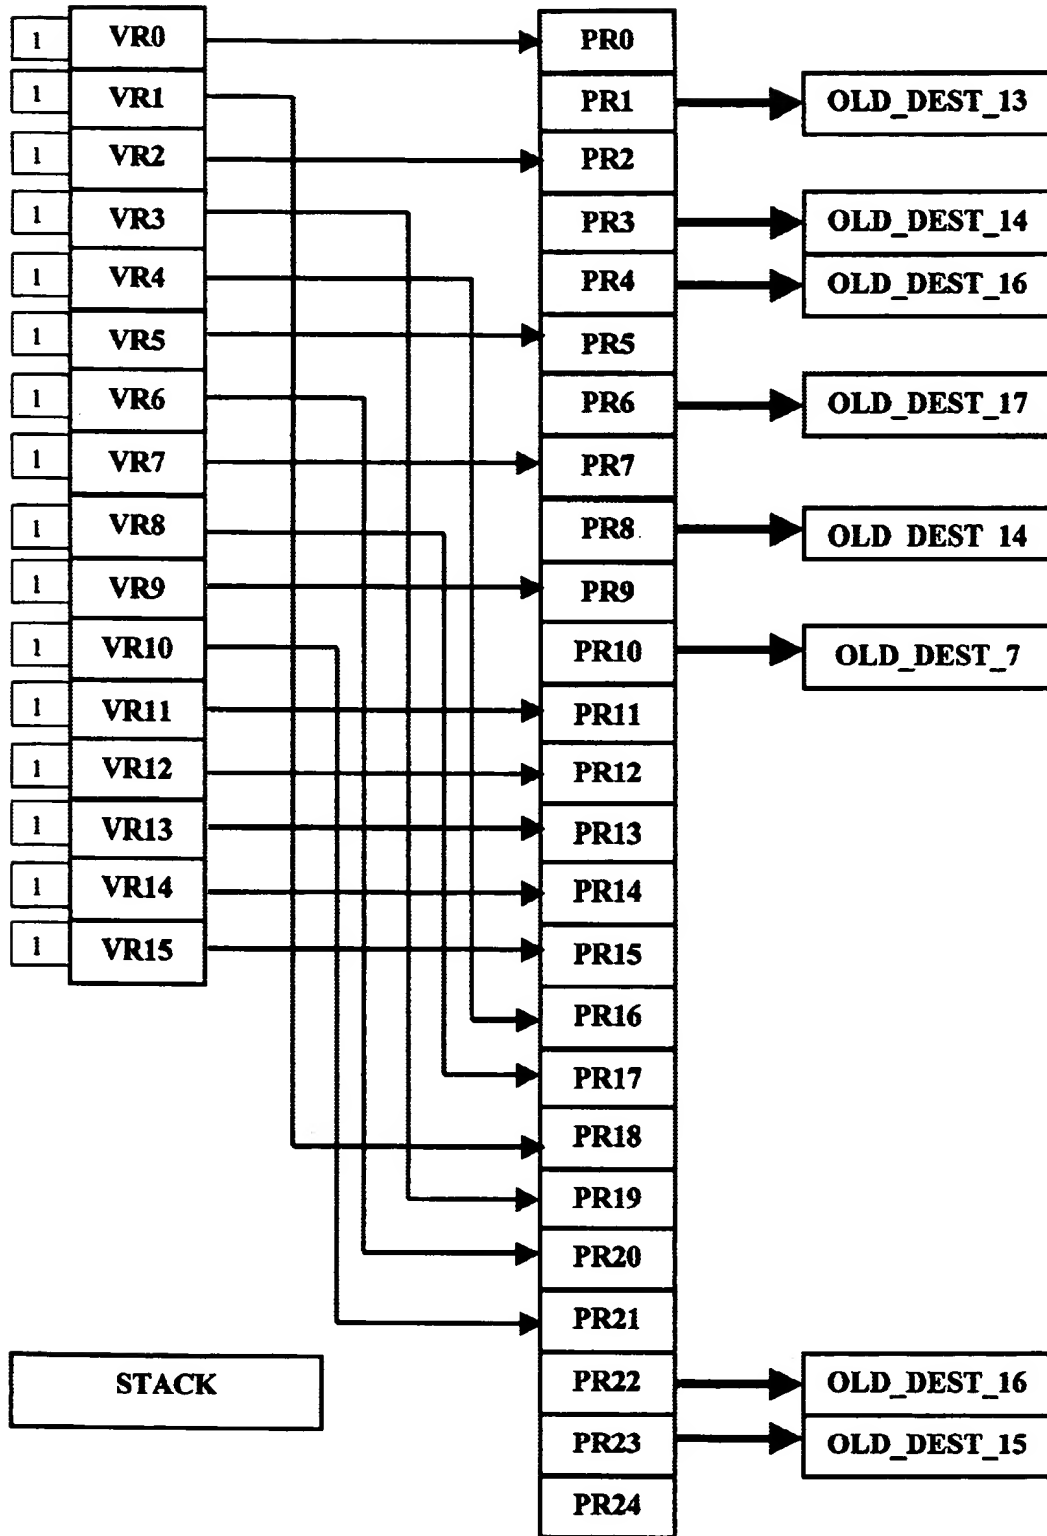 1 VR0 PR0
1 VR1 PR1 OLD_DEST_13
1 VR2 PR2
1 VR3 PR3 OLD_DEST_14
1 VR4 PR4 OLD_DEST_16
1 VR5 PR5
1 VR6 PR6 OLD_DEST_17
1 VR7 PR7
1 VR8 PR8 OLD DEST 14
1 VR9 PR9
1 VR10 PR10 OLD_DEST_7
1 VR11 PR11
1 VR12 PR12
1 VR13 PR13
1 VR14 PR14
1 VR15 PR15
PR16
PR17
PR18
PR19
PR20
PR21
STACK PR22 OLD_DEST_16
PR23 OLD_DEST_15
PR24